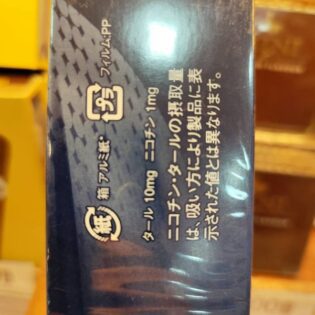 箱 アルミ紙* フィルム:PP
紙 プラ
タール 10mg ニコチン 1mg
ニコチン・タールの摂取量
は、吸い方により製品に表
示された値とは異なります。